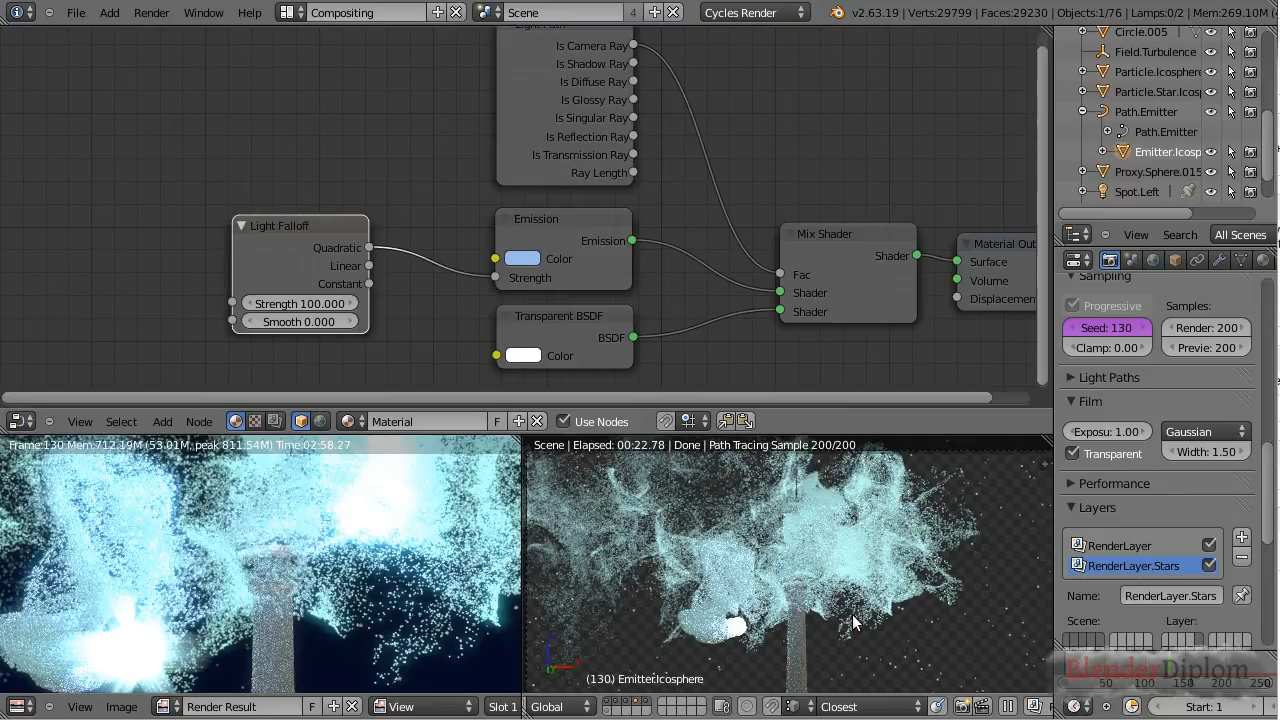 File Add Render Window Help Compositing Scene 4 Cycles Render v2.63.19 | Verts:29799 | Faces:29230 | Objects:1/76 | Lamps:0/2 | Mem:269.10M
Is Camera Ray
Is Shadow Ray
Is Diffuse Ray
Is Glossy Ray
Is Singular Ray
Is Reflection Ray
Is Transmission Ray
Ray Length
Light Falloff
Quadratic
Linear
Constant
Strength 100.000
Smooth 0.000
Emission
Emission
Color
Strength
Transparent BSDF
BSDF
Color
Mix Shader
Shader
Fac
Shader
Shader
Material Out
Surface
Volume
Displacemen
Circle.005
Field.Turbulence
Particle.Icosphere
Particle.Star.Icosp
Path.Emitter
Path.Emitter
Emitter.Icosp
Proxy.Sphere.015
Spot.Left
View Search All Scenes
Sampling
Progressive Samples:
Seed: 130 Render: 200
Clamp: 0.00 Previe: 200
Light Paths
Film
Exposu: 1.00 Gaussian
Transparent Width: 1.50
Performance
Layers
RenderLayer
RenderLayer.Stars
Name: RenderLayer.Stars
Scene: Layer:
View Select Add Node Material F Use Nodes
Frame:130 Mem:712.19M (53.01M, peak 811.54M) Time:02:58.27
Scene | Elapsed: 00:22.78 | Done | Path Tracing Sample 200/200
(130) Emitter.Icosphere
BlenderDiplom
50 100 150 200 250
View Image Render Result F View Slot 1
Global Closest
Start: 1